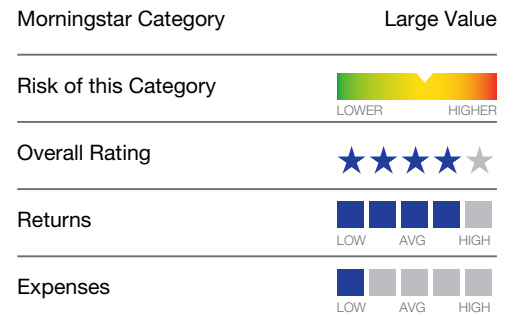 Morningstar Category Large Value
Risk of this Category
LOWER HIGHER
Overall Rating
Returns
LOW AVG HIGH
Expenses
LOW AVG HIGH